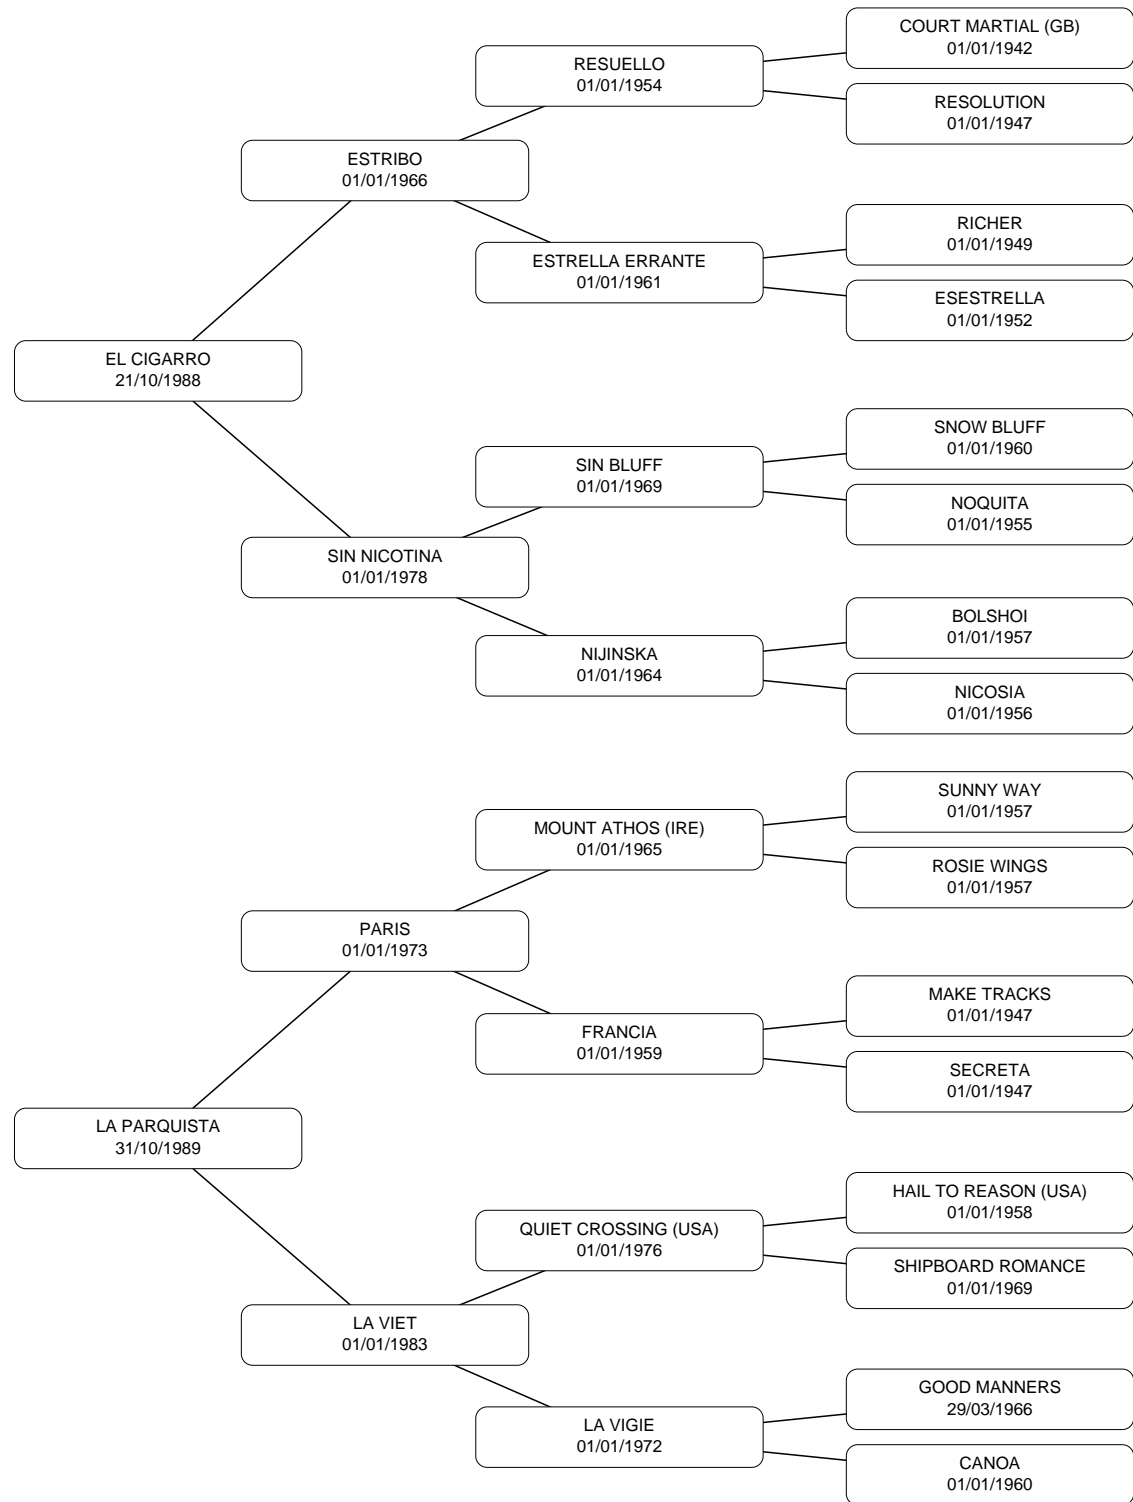 COURT MARTIAL (GB)
01/01/1942
RESUELLO
01/01/1954
RESOLUTION
01/01/1947
ESTRIBO
01/01/1966
RICHER
01/01/1949
ESTRELLA ERRANTE
01/01/1961
ESESTRELLA
01/01/1952
EL CIGARRO
21/10/1988
SNOW BLUFF
01/01/1960
SIN BLUFF
01/01/1969
NOQUITA
01/01/1955
SIN NICOTINA
01/01/1978
BOLSHOI
01/01/1957
NIJINSKA
01/01/1964
NICOSIA
01/01/1956
SUNNY WAY
01/01/1957
MOUNT ATHOS (IRE)
01/01/1965
ROSIE WINGS
01/01/1957
PARIS
01/01/1973
MAKE TRACKS
01/01/1947
FRANCIA
01/01/1959
SECRETA
01/01/1947
LA PARQUISTA
31/10/1989
HAIL TO REASON (USA)
01/01/1958
QUIET CROSSING (USA)
01/01/1976
SHIPBOARD ROMANCE
01/01/1969
LA VIET
01/01/1983
GOOD MANNERS
29/03/1966
LA VIGIE
01/01/1972
CANOA
01/01/1960